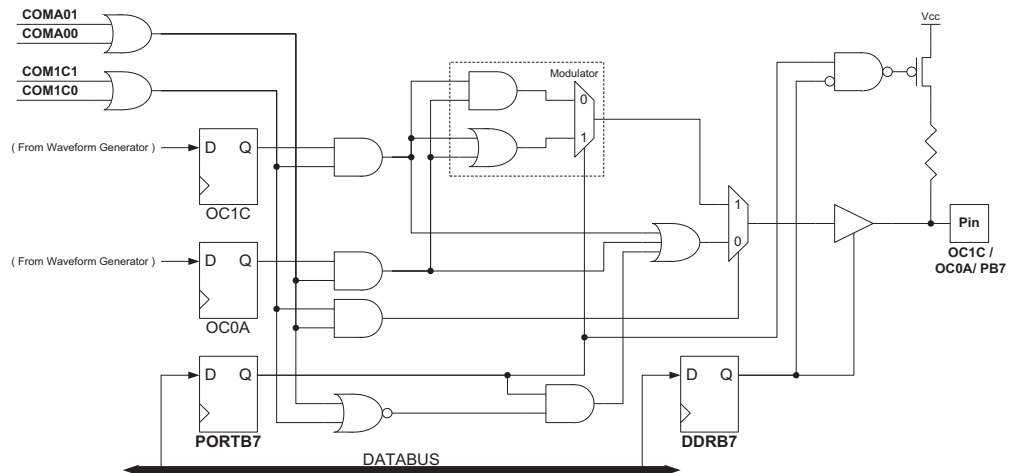 COMA01
COMA00
COM1C1
COM1C0
Vcc
Modulator
0
1
( From Waveform Generator )
D Q
OC1C
1
0
Pin
OC1C /
OC0A/ PB7
( From Waveform Generator )
D Q
OC0A
D Q
PORTB7
D Q
DDRB7
DATABUS